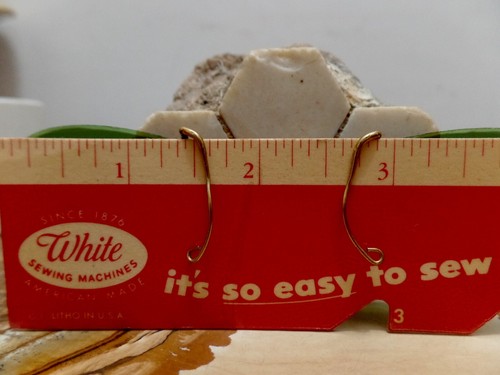 1 2 3
SINCE 1876
White
SEWING MACHINES
AMERICAN MADE
it's so easy to sew
LITHO IN U.S.A.
3